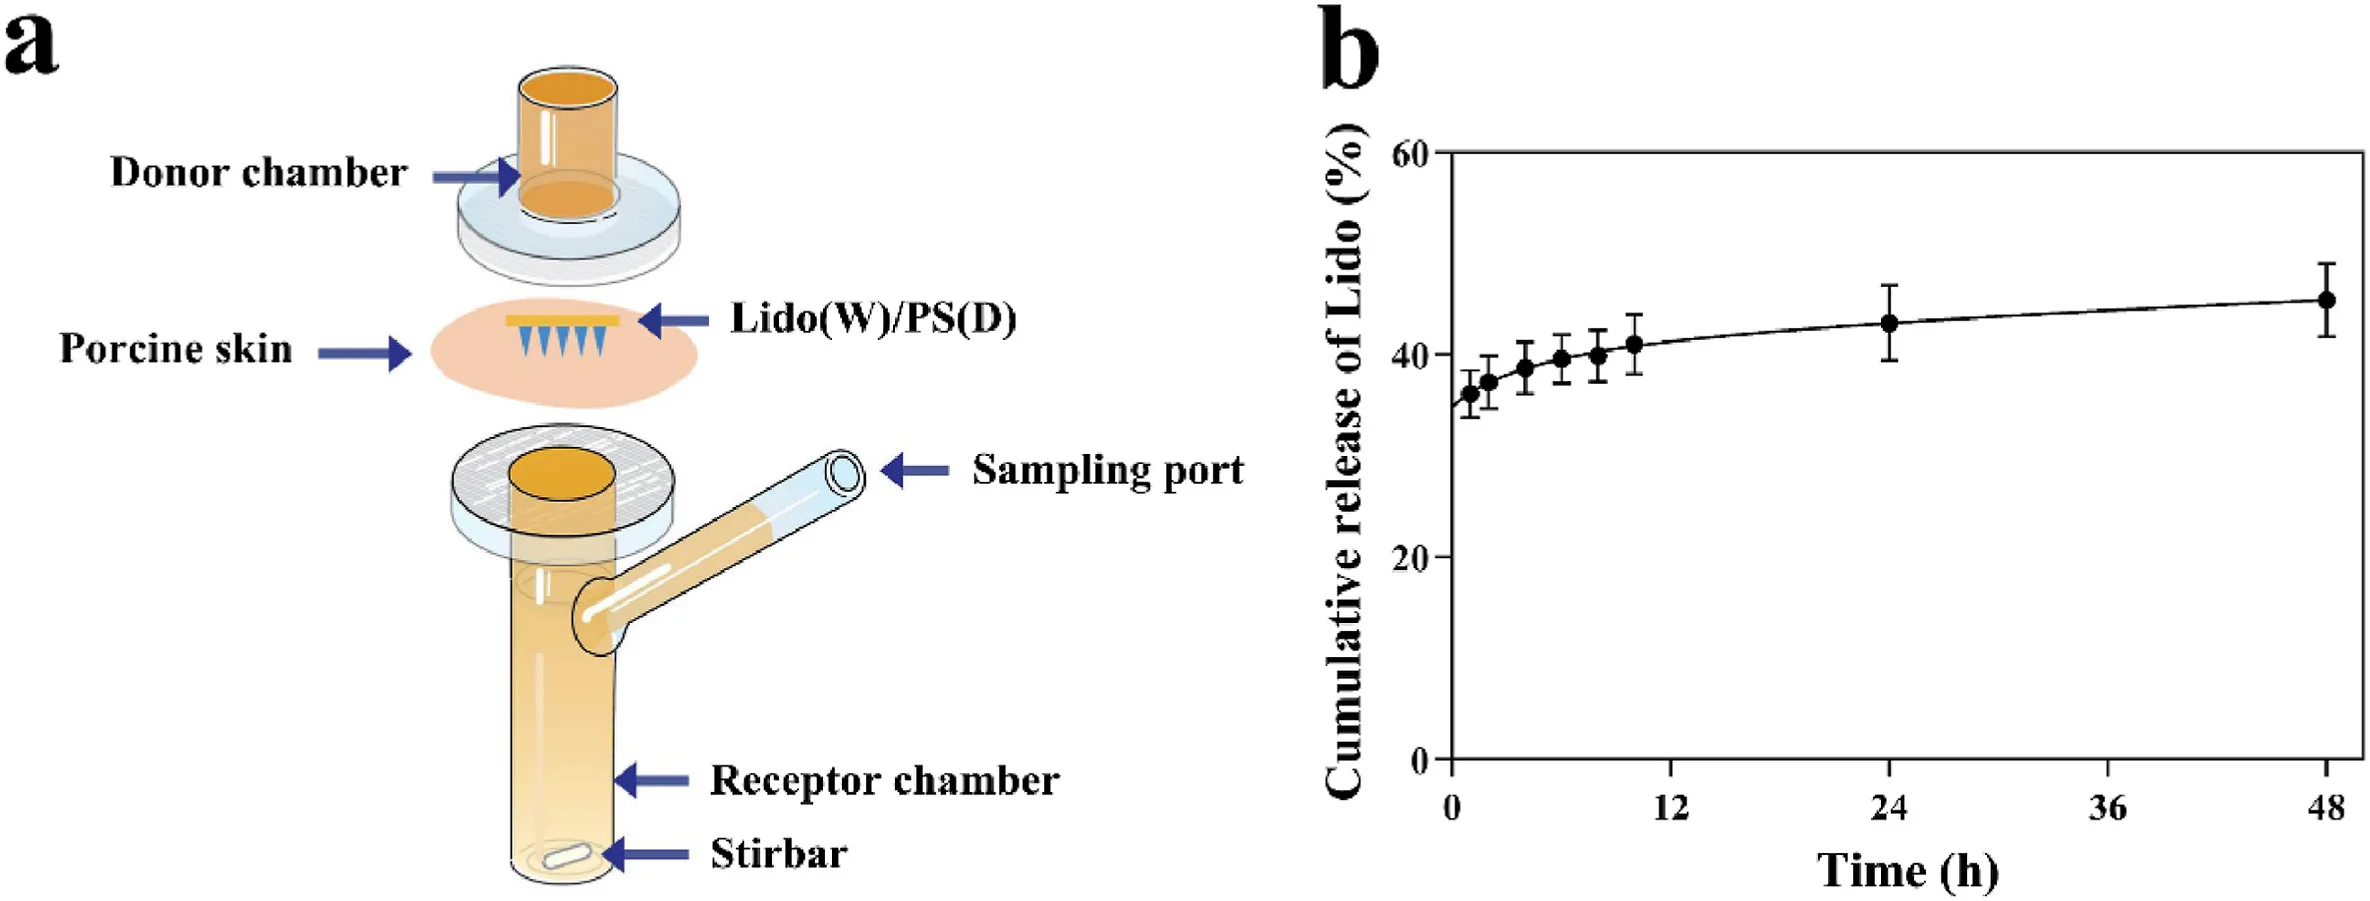 a
Donor chamber
Lido(W)/PS(D)
Porcine skin
Sampling port
Receptor chamber
Stirbar
b
Cumulative release of Lido (%)
60
40
20
0
0 12 24 36 48
Time (h)